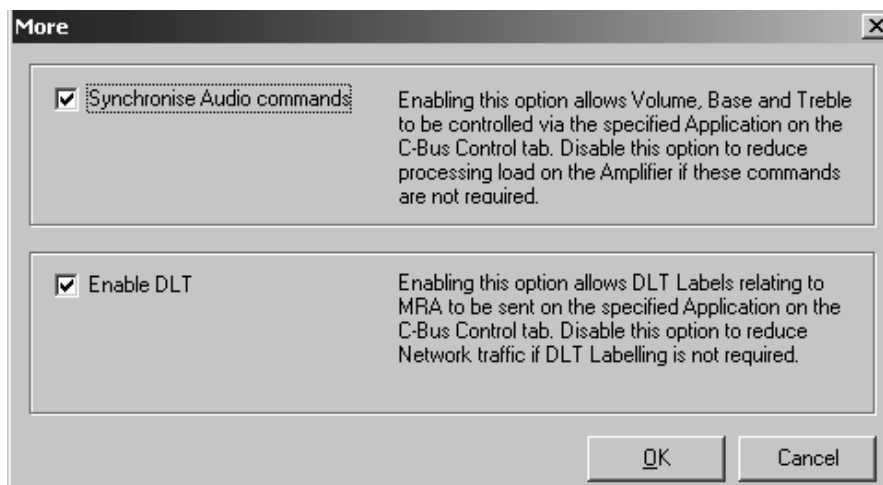 More
Synchronise Audio commands
Enabling this option allows Volume, Base and Treble
to be controlled via the specified Application on the
C-Bus Control tab. Disable this option to reduce
processing load on the Amplifier if these commands
are not required.
Enable DLT
Enabling this option allows DLT Labels relating to
MRA to be sent on the specified Application on the
C-Bus Control tab. Disable this option to reduce
Network traffic if DLT Labelling is not required.
OK
Cancel